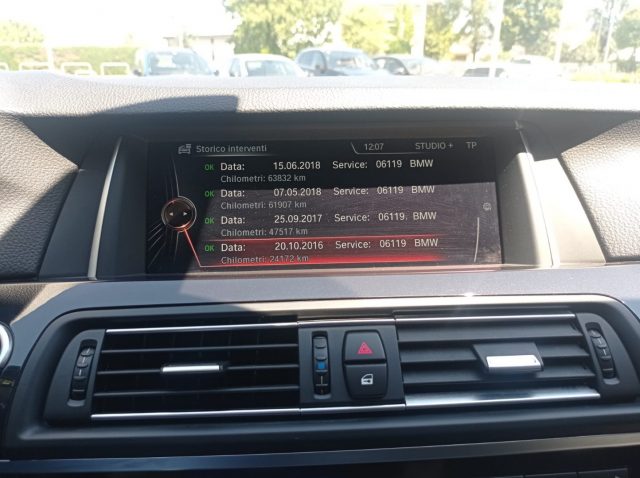 Storico interventi 12:07 STUDIO + TP
OK Data: 15.06.2018 Service: 06119 BMW
Chilometri: 63832 km
OK Data: 07.05.2018 Service: 06119 BMW
Chilometri: 61907 km
OK Data: 25.09.2017 Service: 06119 BMW
Chilometri: 47517 km
OK Data: 20.10.2016 Service: 06119 BMW
Chilometri: 24172 km